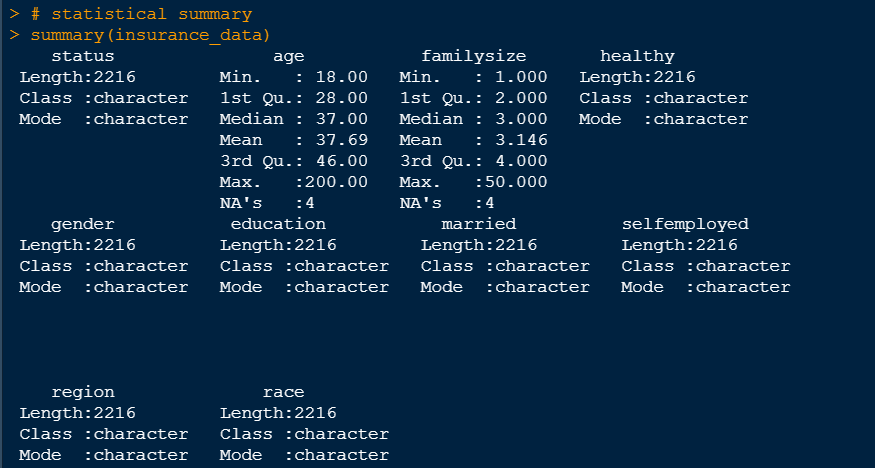 > # statistical summary
> summary(insurance_data)
    status               age           familysize       healthy
 Length:2216        Min.   : 18.00   Min.   : 1.000   Length:2216
 Class :character   1st Qu.: 28.00   1st Qu.: 2.000   Class :character
 Mode  :character   Median : 37.00   Median : 3.000   Mode  :character
                    Mean   : 37.69   Mean   : 3.146
                    3rd Qu.: 46.00   3rd Qu.: 4.000
                    Max.   :200.00   Max.   :50.000
                    NA's   :4        NA's   :4
    gender           education           married          selfemployed
 Length:2216        Length:2216        Length:2216        Length:2216
 Class :character   Class :character   Class :character   Class :character
 Mode  :character   Mode  :character   Mode  :character   Mode  :character
    region              race
 Length:2216        Length:2216
 Class :character   Class :character
 Mode  :character   Mode  :character